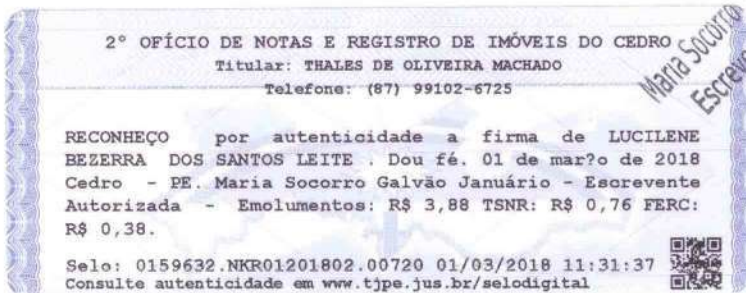 2° OFÍCIO DE NOTAS E REGISTRO DE IMÓVEIS DO CEDRO
Titular: THALES DE OLIVEIRA MACHADO
Telefone: (87) 99102-6725
Maria Socorro
RECONHEÇO por autenticidade a firma de LUCILENE
BEZERRA DOS SANTOS LEITE . Dou fé. 01 de mar?o de 2018
Cedro - PE. Maria Socorro Galvão Januário - Escrevente
Autorizada - Emolumentos: R$ 3,88 TSNR: R$ 0,76 FERC:
R$ 0,38.
Selo: 0159632.NKR01201802.00720 01/03/2018 11:31:37
Consulte autenticidade em www.tjpe.jus.br/selodigital